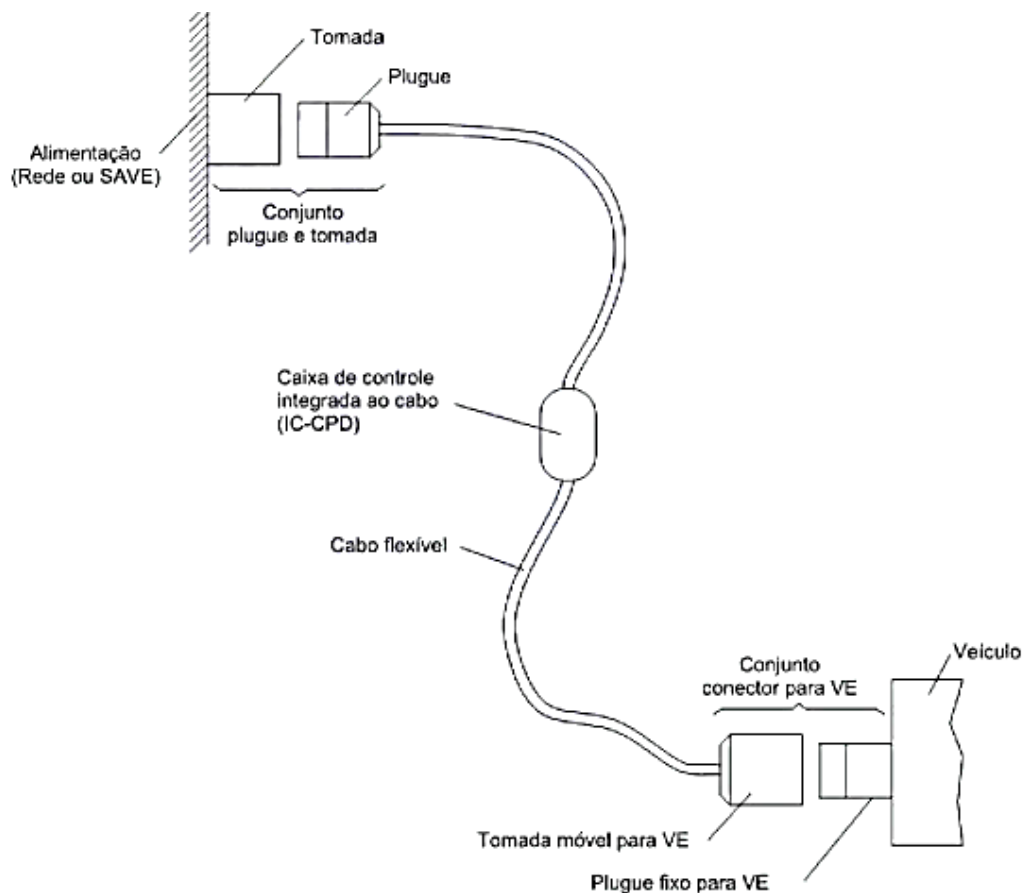 Tomada
Plugue
Alimentação
(Rede ou SAVE)
Conjunto
plugue e tomada
Caixa de controle
integrada ao cabo
(IC-CPD)
Cabo flexível
Veículo
Conjunto
conector para VE
Tomada móvel para VE
Plugue fixo para VE